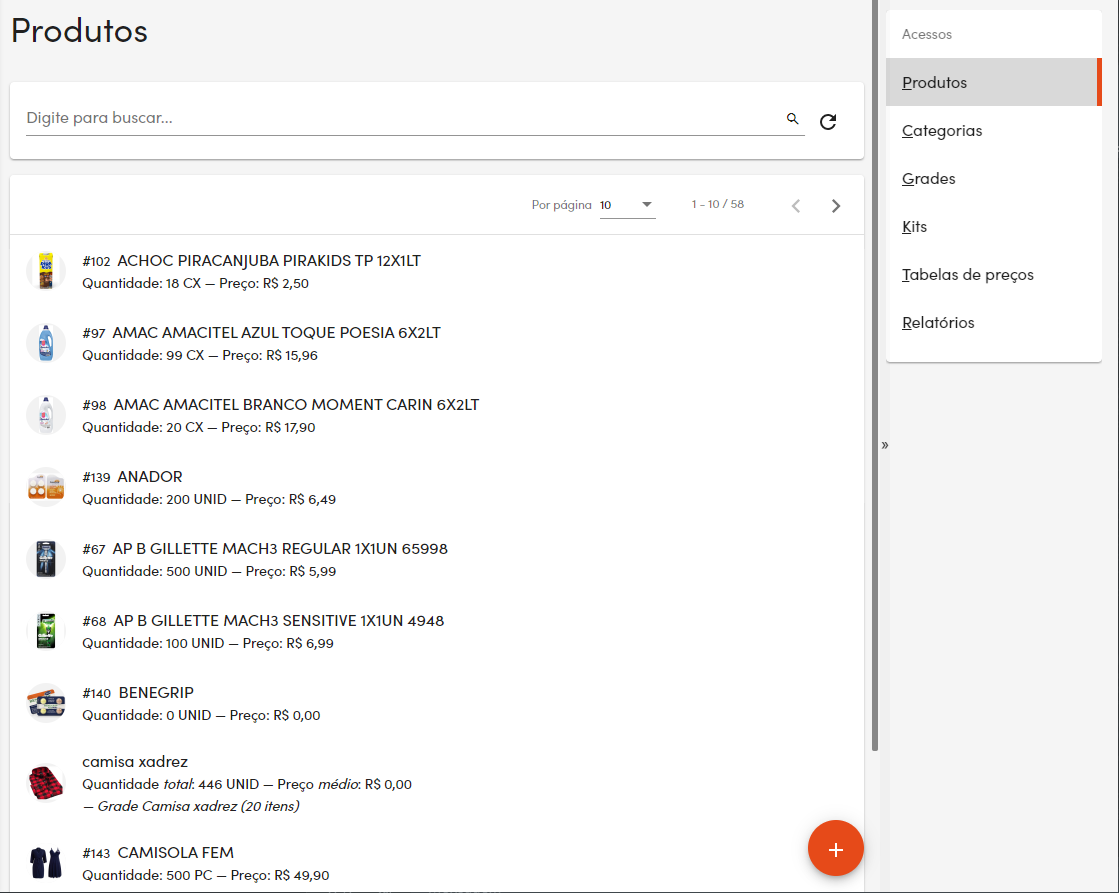 Produtos
Digite para buscar...
Por página 10 1 - 10 / 58
#102 ACHOC PIRACANJUBA PIRAKIDS TP 12X1LT
Quantidade: 18 CX — Preço: R$ 2,50
#97 AMAC AMACITEL AZUL TOQUE POESIA 6X2LT
Quantidade: 99 CX — Preço: R$ 15,96
#98 AMAC AMACITEL BRANCO MOMENT CARIN 6X2LT
Quantidade: 20 CX — Preço: R$ 17,90
#139 ANADOR
Quantidade: 200 UNID — Preço: R$ 6,49
#67 AP B GILLETTE MACH3 REGULAR 1X1UN 65998
Quantidade: 500 UNID — Preço: R$ 5,99
#68 AP B GILLETTE MACH3 SENSITIVE 1X1UN 4948
Quantidade: 100 UNID — Preço: R$ 6,99
#140 BENEGRIP
Quantidade: 0 UNID — Preço: R$ 0,00
camisa xadrez
Quantidade total: 446 UNID — Preço médio: R$ 0,00
— Grade Camisa xadrez (20 itens)
#143 CAMISOLA FEM
Quantidade: 500 PC — Preço: R$ 49,90
+
»
Acessos
Produtos
Categorias
Grades
Kits
Tabelas de preços
Relatórios